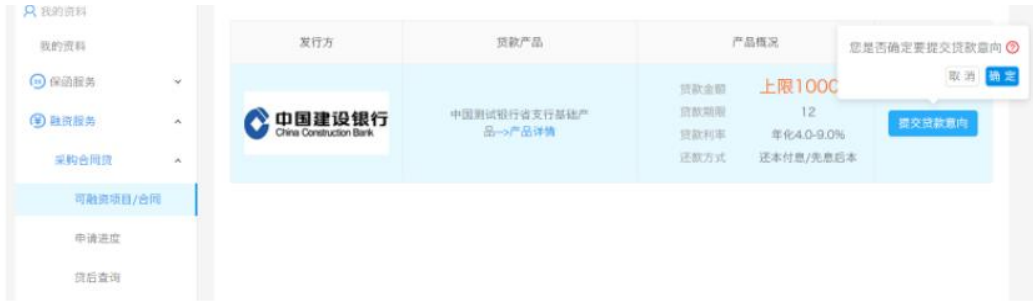 我的资料
我的资料
保函服务
融资服务
采购合同贷
可融资项目/合同
申请进度
贷后查询
发行方
贷款产品
产品概况
中国建设银行
China Construction Bank
中国测试银行省支行基础产
品-->产品详情
贷款金额 上限1000
贷款期限 12
贷款利率 年化4.0-9.0%
还款方式 还本付息/先息后本
您是否确定要提交贷款意向
取消 确定
提交贷款意向